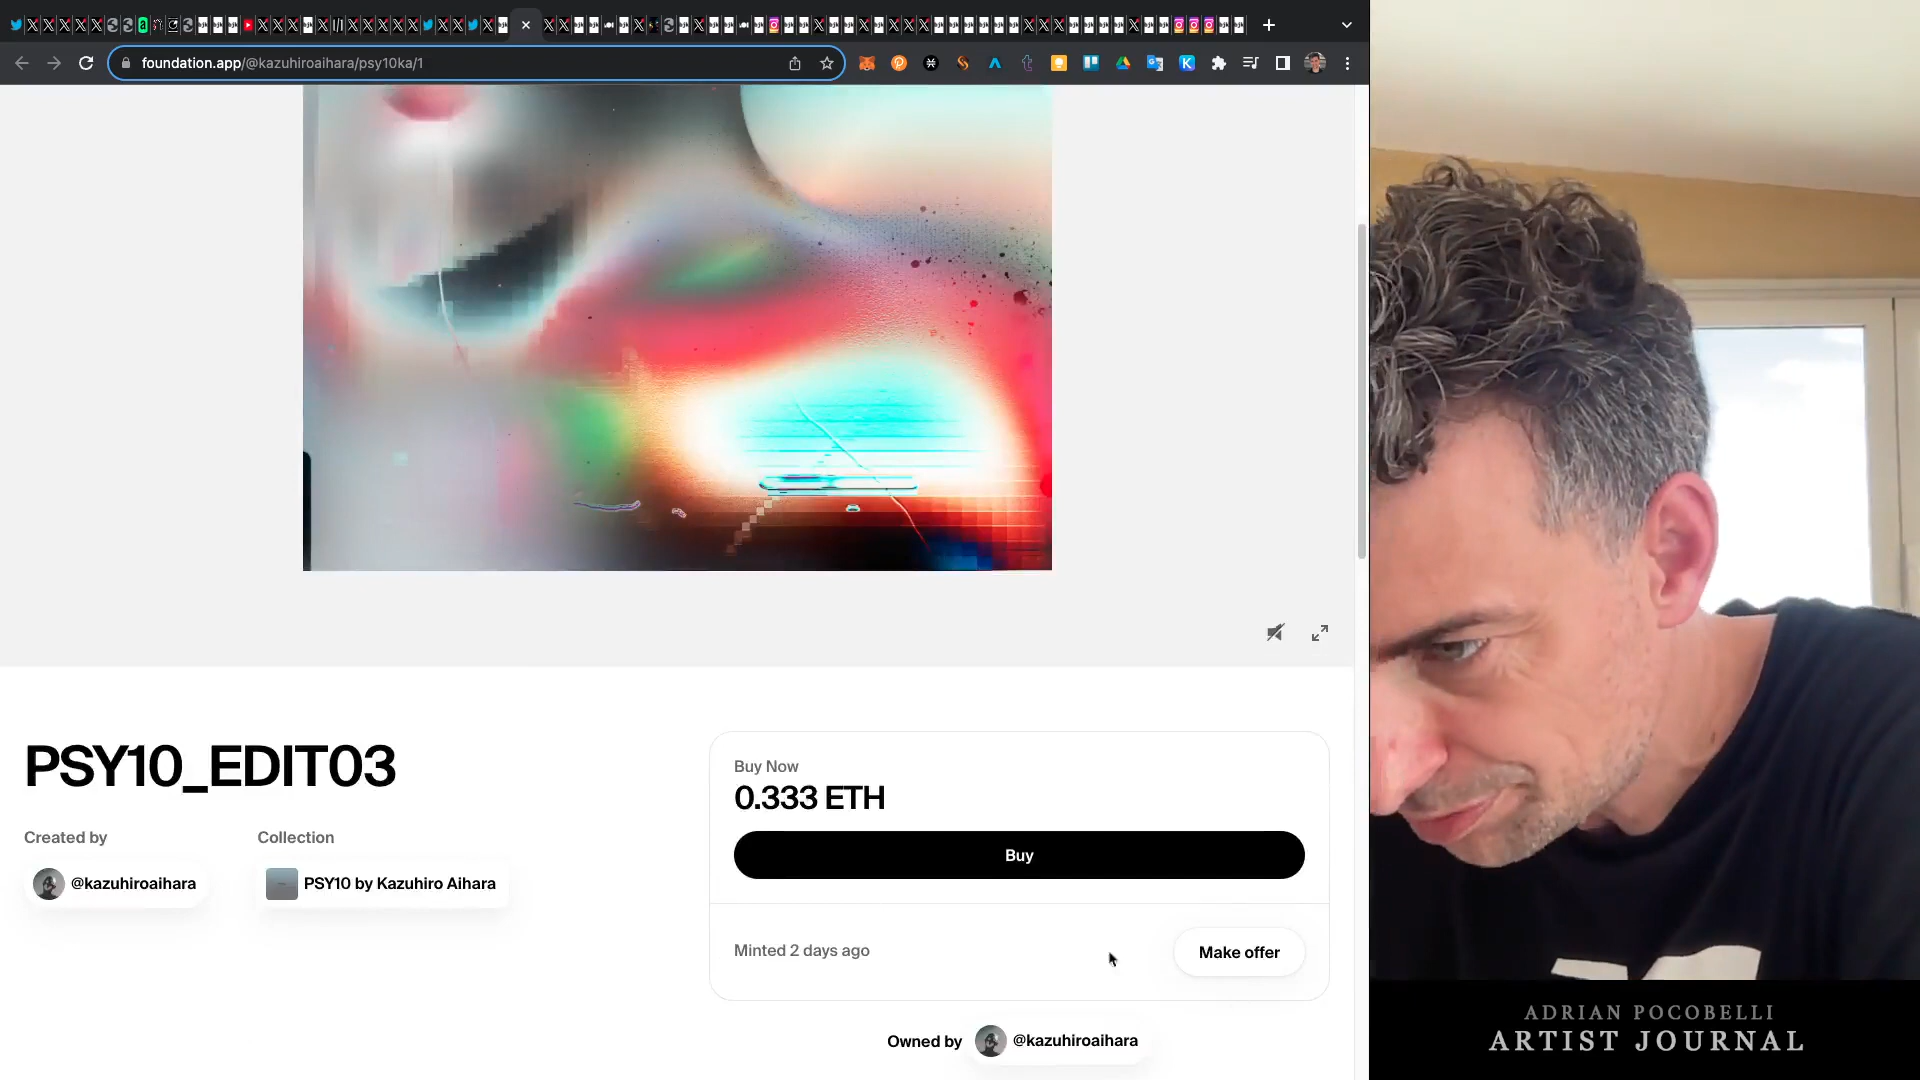 foundation.app/@kazuhiroaihara/psy10ka/1
PSY10_EDIT03
Created by
@kazuhiroaihara
Collection
PSY10 by Kazuhiro Aihara
Buy Now
0.333 ETH
Buy
Minted 2 days ago
Make offer
Owned by @kazuhiroaihara
ADRIAN POCOBELLI
ARTIST JOURNAL